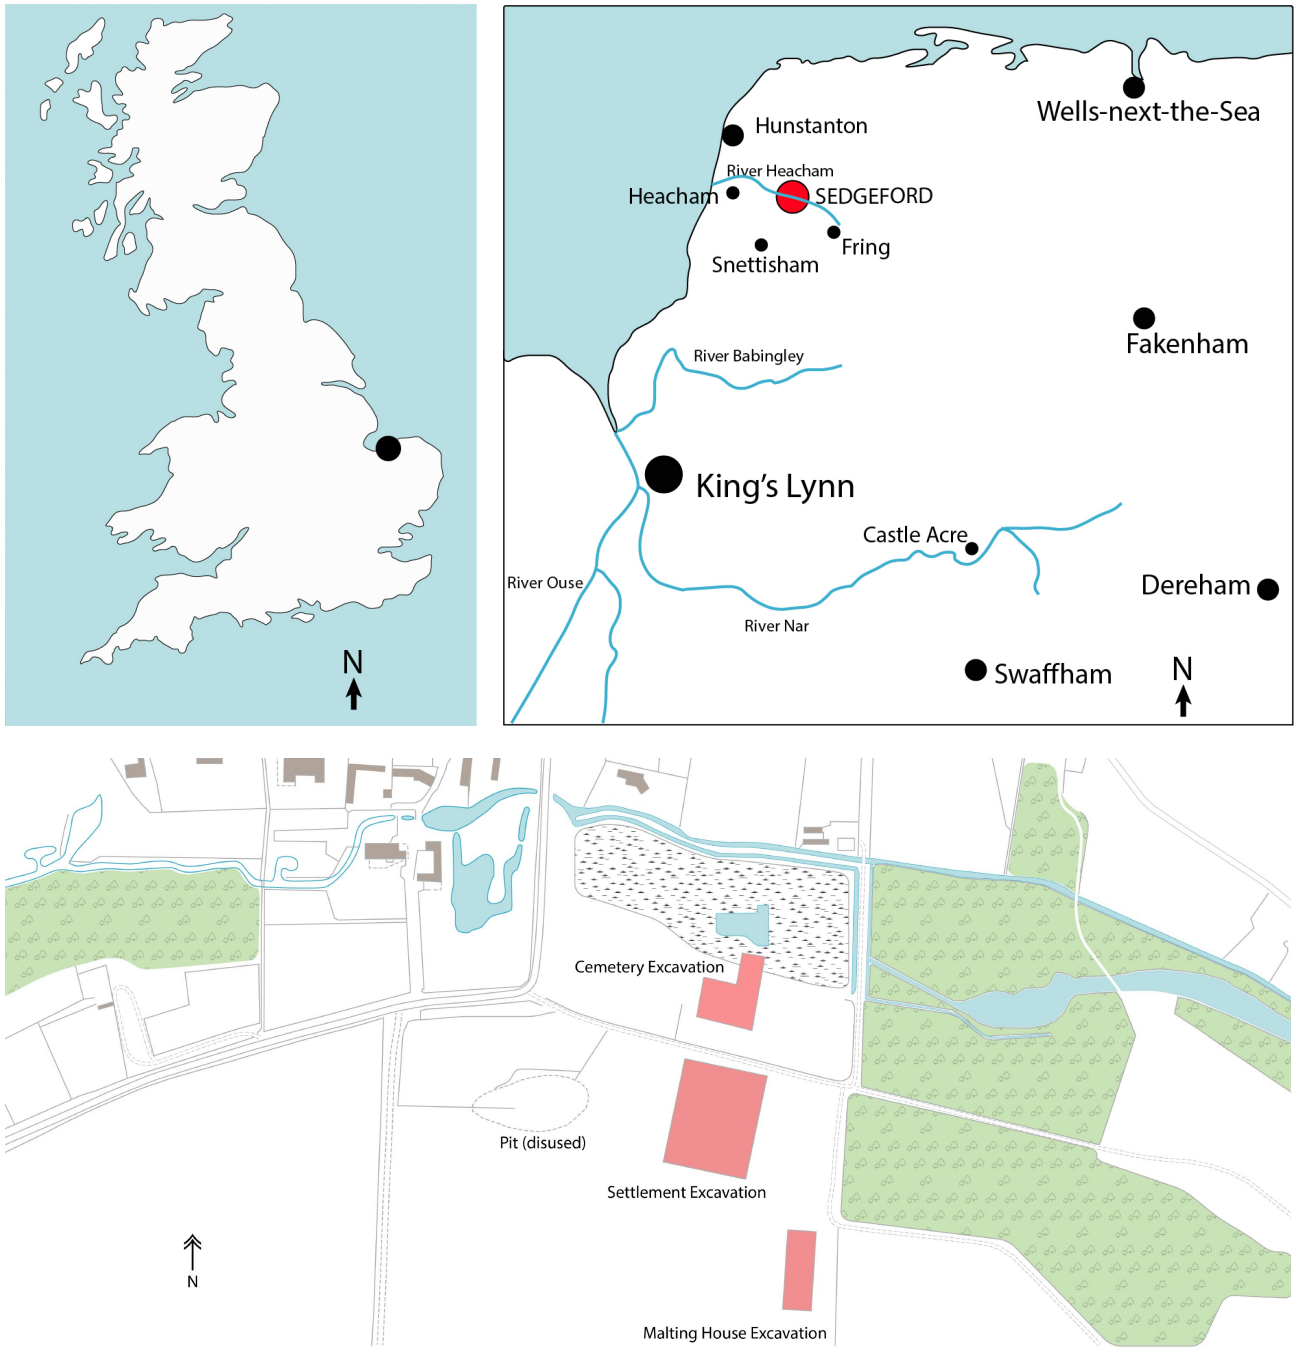 N
Wells-next-the-Sea
Hunstanton
River Heacham
Heacham
SEDGEFORD
Fring
Snettisham
Fakenham
River Babingley
King's Lynn
Castle Acre
River Ouse
Dereham
River Nar
Swaffham
N
Cemetery Excavation
Pit (disused)
Settlement Excavation
N
Malting House Excavation